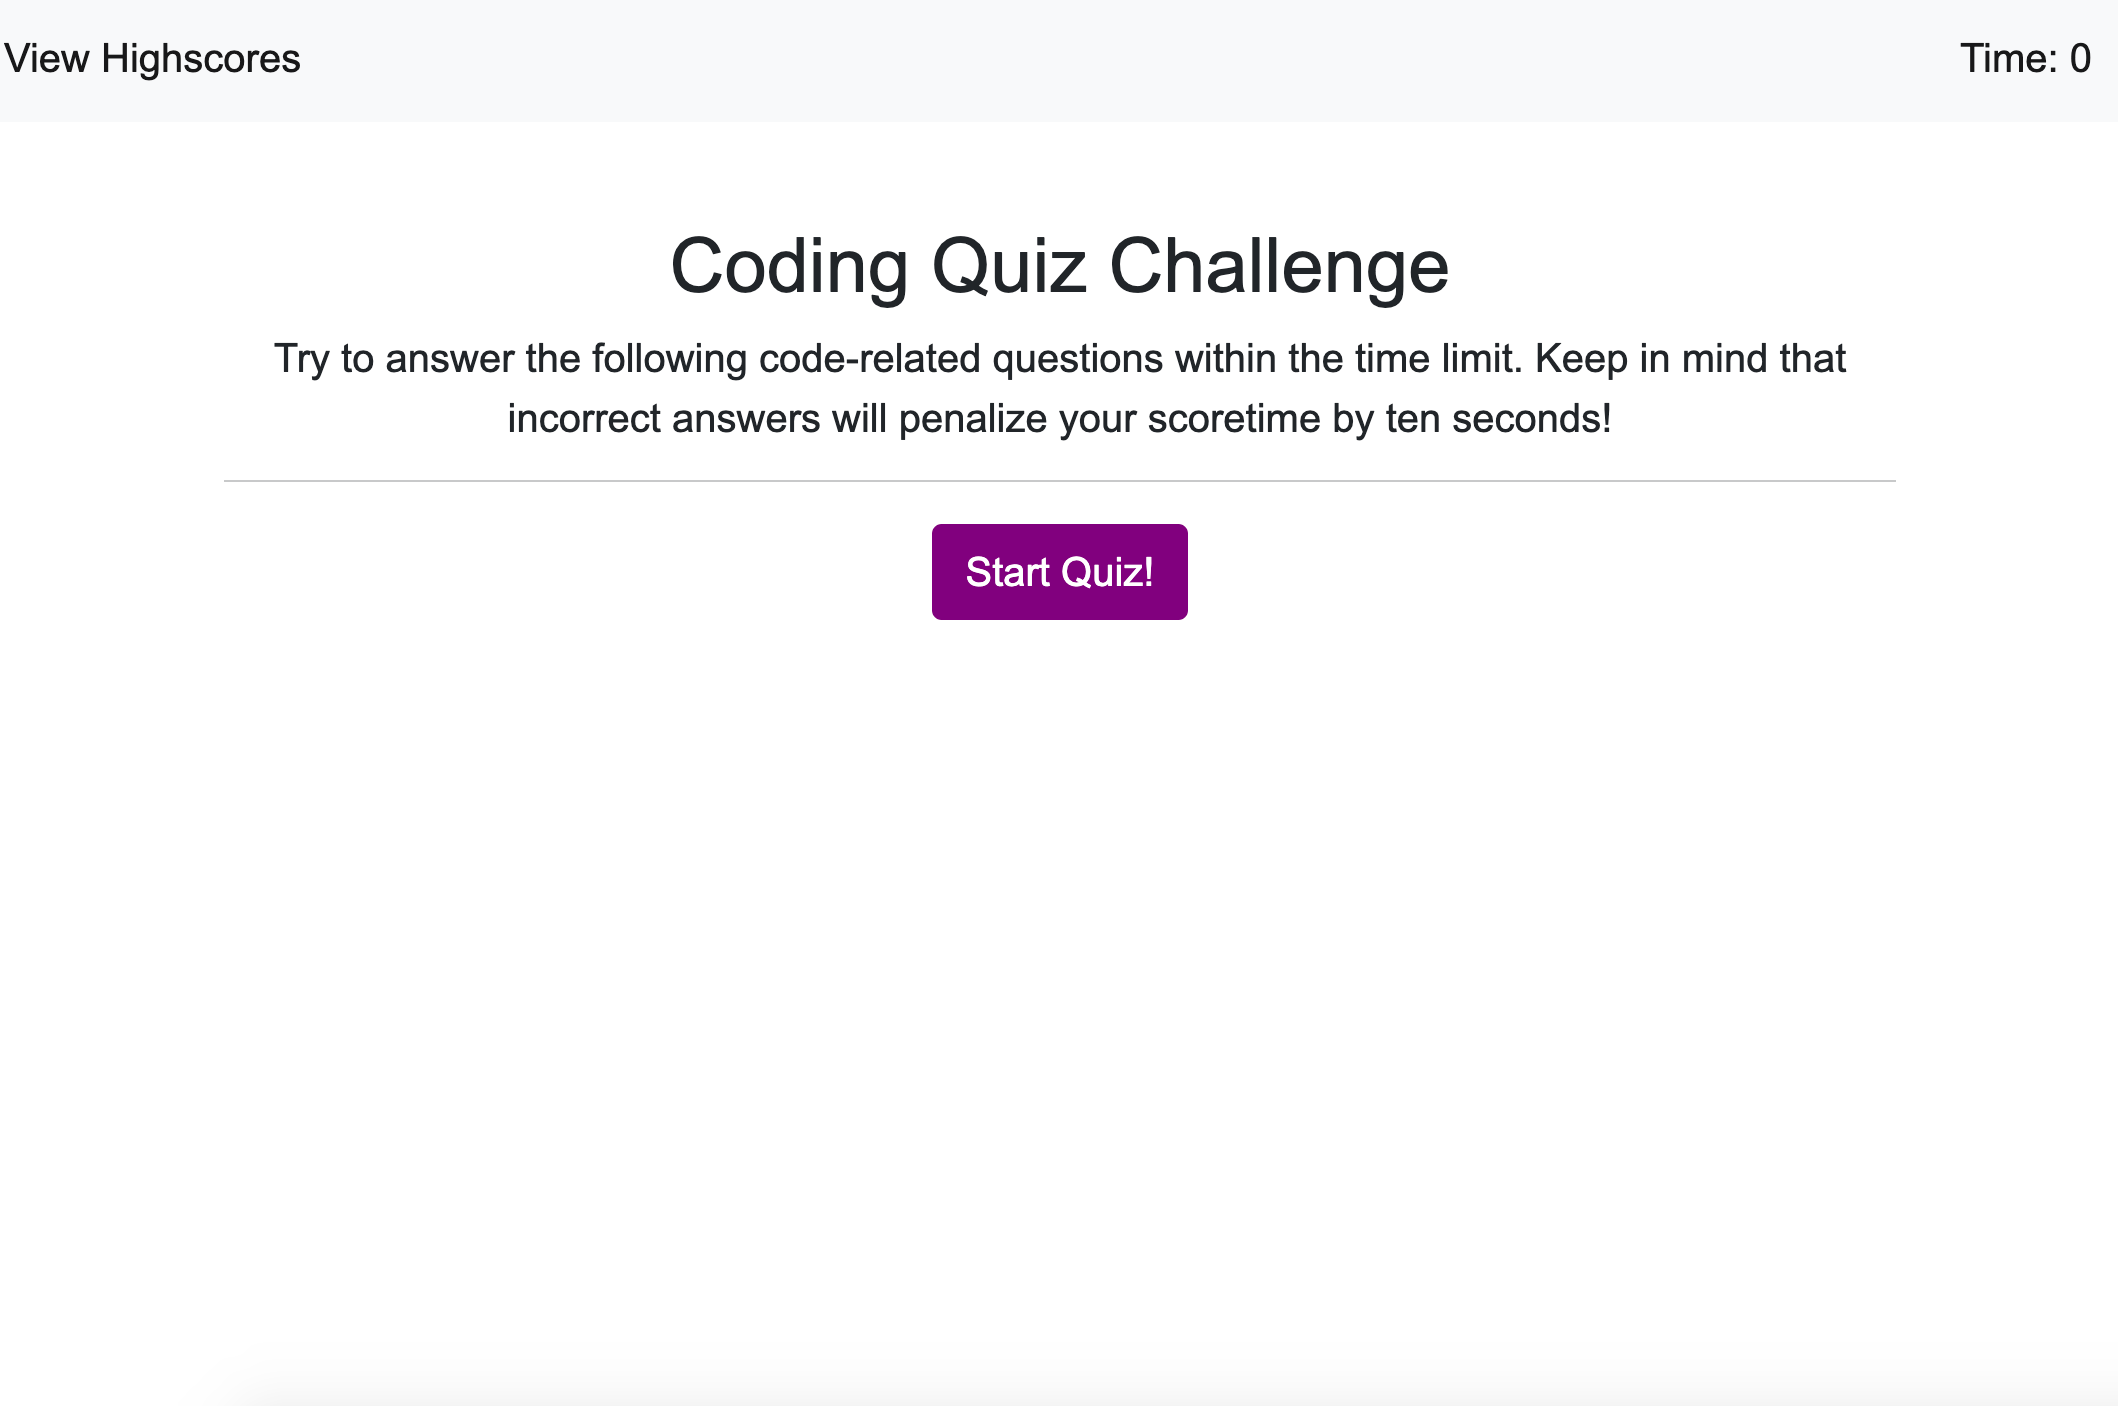 View Highscores
Time: 0
Coding Quiz Challenge
Try to answer the following code-related questions within the time limit. Keep in mind that
incorrect answers will penalize your scoretime by ten seconds!
Start Quiz!